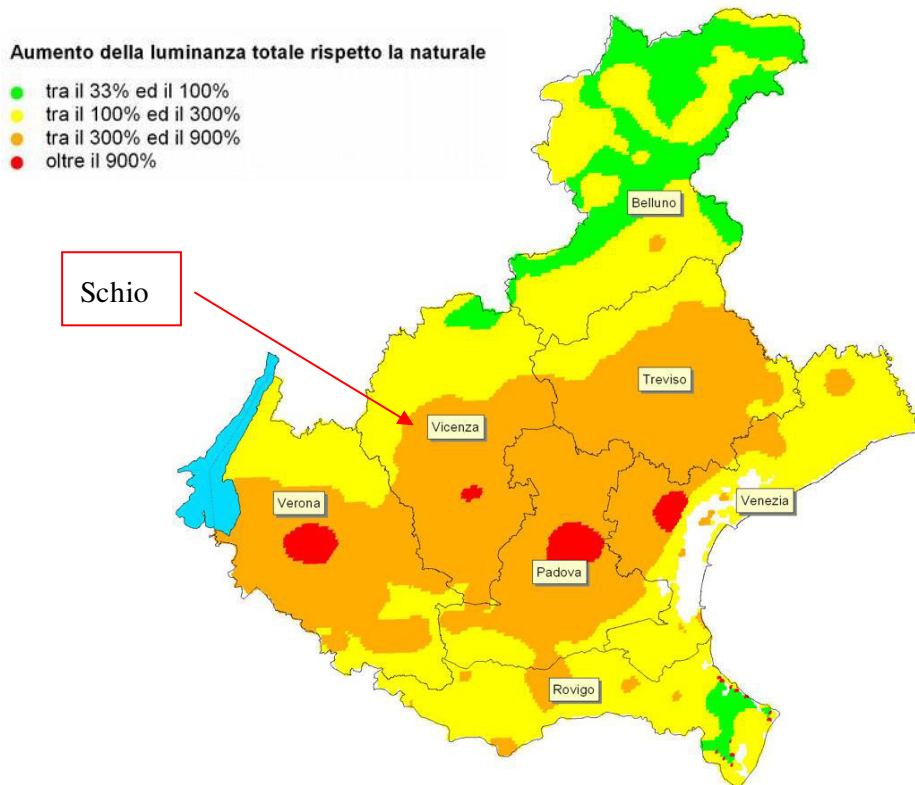 Aumento della luminanza totale rispetto la naturale
tra il 33% ed il 100%
tra il 100% ed il 300%
tra il 300% ed il 900%
oltre il 900%
Belluno
Schio
Treviso
Vicenza
Verona
Venezia
Padova
Rovigo